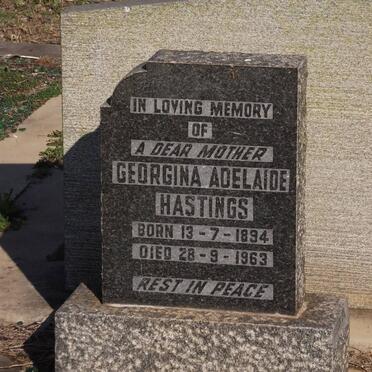 IN LOVING MEMORY
OF
A DEAR MOTHER
GEORGINA ADELAIDE
HASTINGS
BORN 13-7-1894
DIED 28-9-1963
REST IN PEACE